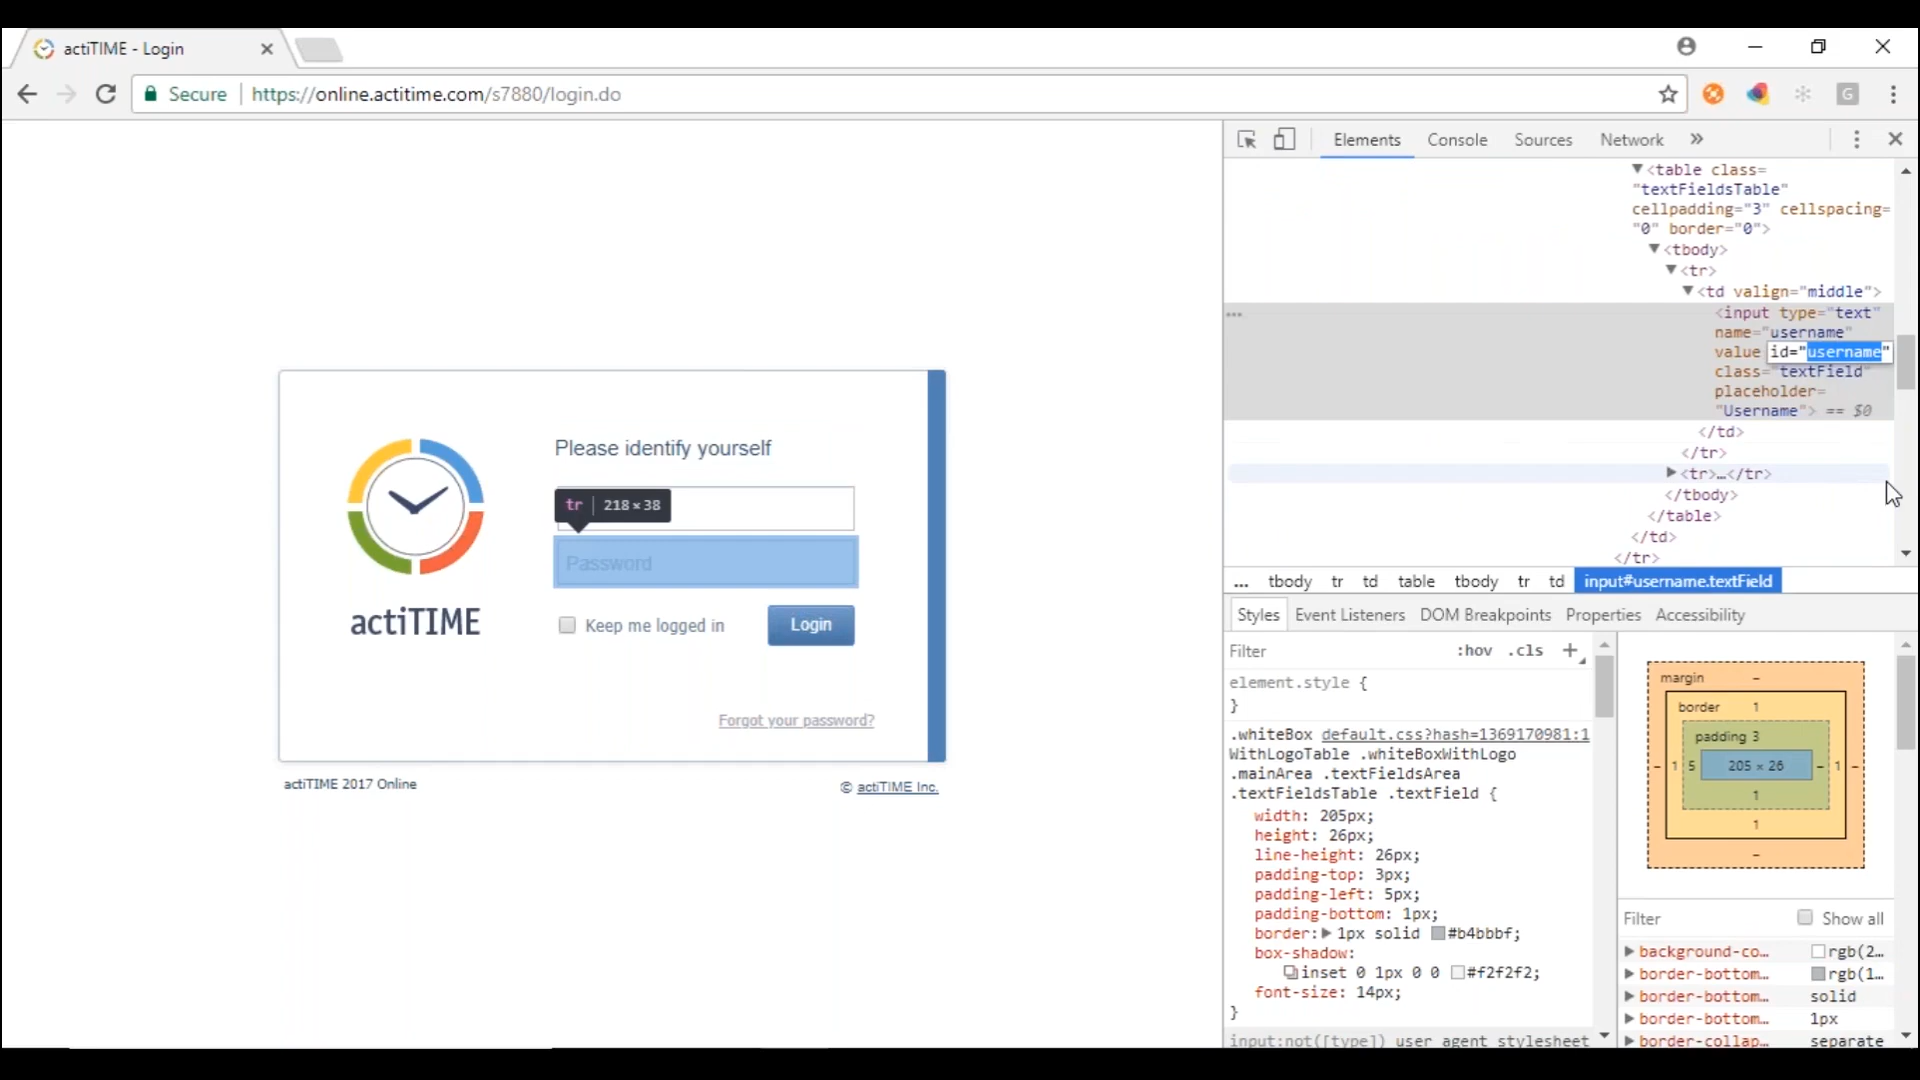 actiTIME - Login
Secure
https://online.actitime.com/s7880/login.do
G
Please identify yourself
tr 218 × 38
Password
Keep me logged in
Login
actiTIME
Forgot your password?
actiTIME 2017 Online
© actiTIME Inc.
Elements Console Sources Network »
▼<table class=
"textFieldsTable"
cellpadding="3" cellspacing=
"0" border="0">
▼<tbody>
▼<tr>
▼<td valign="middle">
... <input type="text"
name="username"
value id="username"
class="textField"
placeholder=
"Username"> == $0
</td>
</tr>
▶<tr>…</tr>
</tbody>
</table>
</td>
</tr>
... tbody tr td table tbody tr td input#username.textField
Styles Event Listeners DOM Breakpoints Properties Accessibility
Filter :hov .cls +
element.style {
}
.whiteBox default.css?hash=1369170981:1
WithLogoTable .whiteBoxWithLogo
.mainArea .textFieldsArea
.textFieldsTable .textField {
width: 205px;
height: 26px;
line-height: 26px;
padding-top: 3px;
padding-left: 5px;
padding-bottom: 1px;
border:▶1px solid #b4bbbf;
box-shadow:
inset 0 1px 0 0 #f2f2f2;
font-size: 14px;
}
input:not([type]) user agent stylesheet
margin –
border 1
padding 3
– 1 5 205 × 26 – 1 –
1
1
–
Filter Show all
▶background-co… rgb(2…
▶border-bottom… rgb(1…
▶border-bottom… solid
▶border-bottom… 1px
▶border-collap… separate